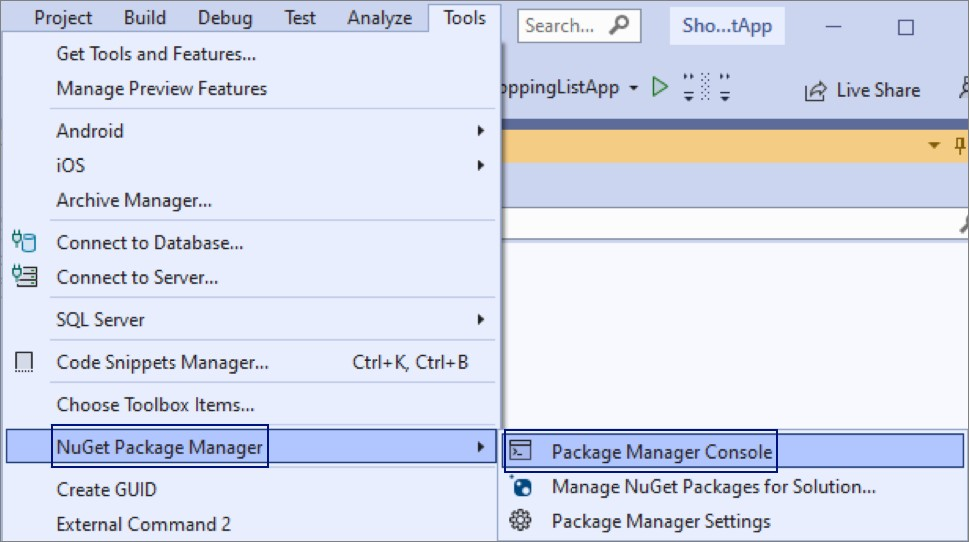 Project Build Debug Test Analyze Tools Search... Sho...tApp
Get Tools and Features...
Manage Preview Features
oppingListApp Live Share
Android
iOS
Archive Manager...
Connect to Database...
Connect to Server...
SQL Server
Code Snippets Manager... Ctrl+K, Ctrl+B
Choose Toolbox Items...
NuGet Package Manager
Package Manager Console
Manage NuGet Packages for Solution...
Package Manager Settings
Create GUID
External Command 2